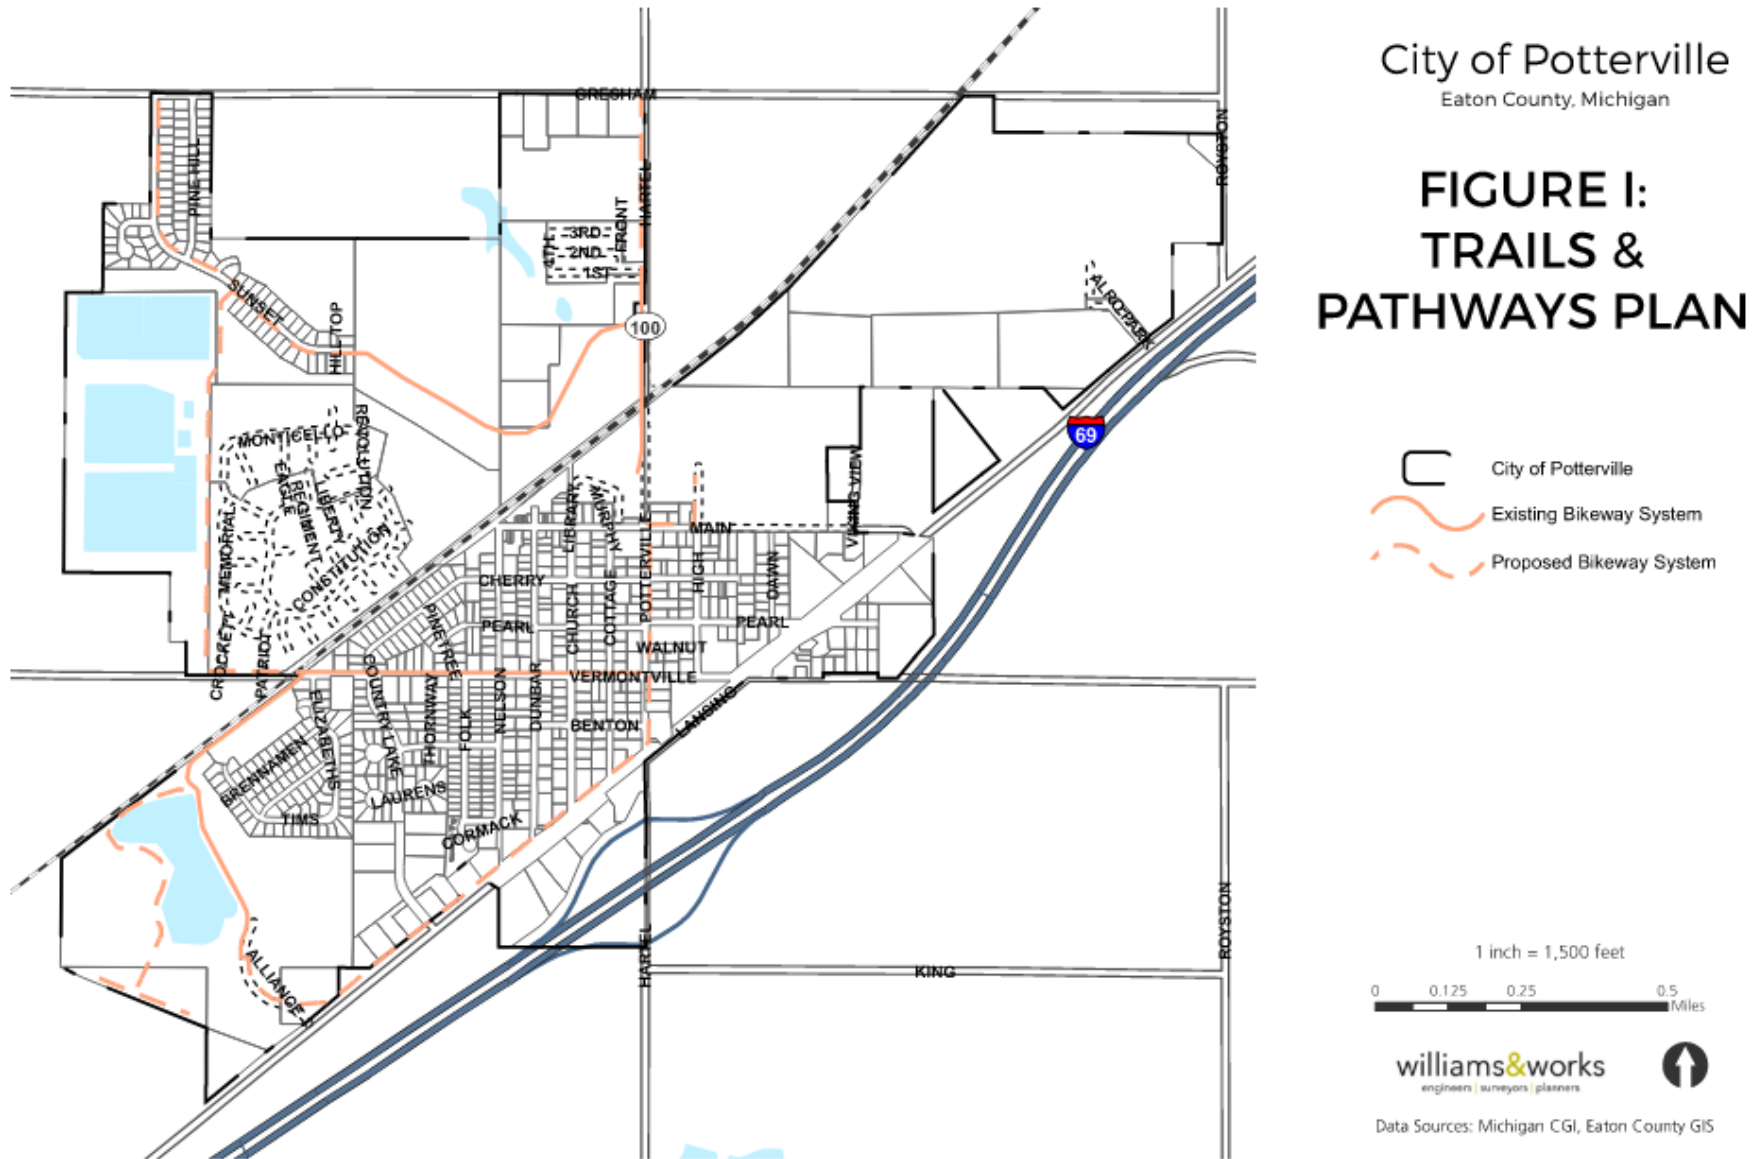 City of Potterville
Eaton County, Michigan
FIGURE I:
TRAILS &
PATHWAYS PLAN
City of Potterville
Existing Bikeway System
Proposed Bikeway System
1 inch = 1,500 feet
0 0.125 0.25 0.5
Miles
williams&works
engineers | surveyors | planners
Data Sources: Michigan CGI, Eaton County GIS
GRESHAM
ROYSTON
PINE HILL
HARTEL
FRONT
4TH
3RD
2ND
1ST
SUNSET
HILLTOP
100
ALRO PARK
69
MONTICELLO
REVOLUTION
EAGLE
REGIMENT
LIBERTY
CONSTITUTION
MEMORIAL
CROCKETT
PATRIOT
LIBRARY
MURPHY
POTTERVILLE
MAIN
VIKING VIEW
CHERRY
CHURCH
COTTAGE
HIGH
DAWN
PINETREE
PEARL
PEARL
WALNUT
VERMONTVILLE
COUNTRY LAKE
ELIZABETHS
THORNWAY
FOLK
NELSON
DUNBAR
BENTON
LANSING
BRENNAMEN
TIMS
LAURENS
CORMACK
ALLIANCE
HARTEL
KING
ROYSTON